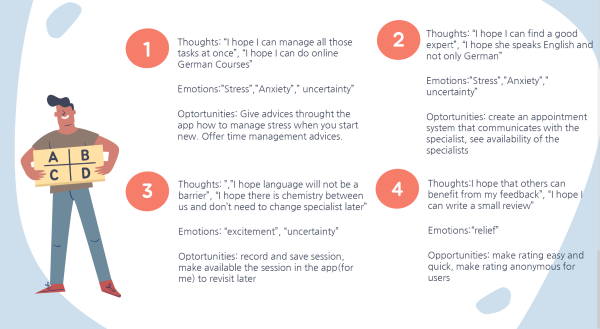 1
Thoughts: "I hope I can manage all those
tasks at once", "I hope I can do online
German Courses"
Emotions:"Stress","Anxiety"," uncertainty"
Optortunities: Give advices throught the
app how to manage stress when you start
new. Offer time management advices.
2
Thoughts: "I hope I can find a good
expert", "I hope she speaks English and
not only German"
Emotions:"Stress","Anxiety","
uncertainty"
Optortunities: create an appointment
system that communicates with the
specialist, see availability of the
specialists
A B
C D
3
Thoughts: ","I hope language will not be a
barrier", "I hope there is chemistry between
us and don't need to change specialist later"
Emotions: "excitement", "uncertainty"
Optortunities: record and save session,
make available the session in the app(for
me) to revisit later
4
Thoughts:I hope that others can
benefit from my feedback", "I hope I
can write a small review"
Emotions:"relief"
Opportunities: make rating easy and
quick, make rating anonymous for
users